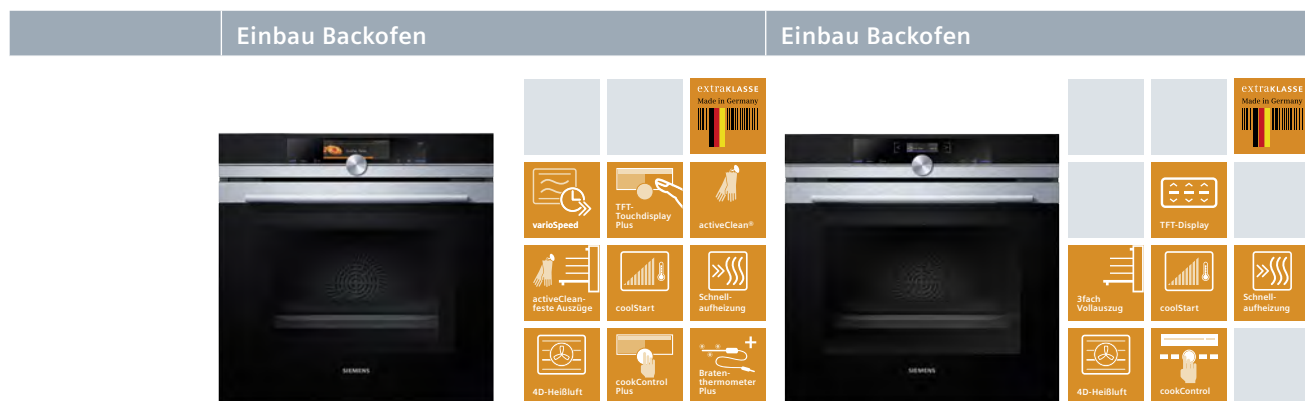 Einbau Backofen
Einbau Backofen
extraKLASSE
Made in Germany
varioSpeed
TFT-
Touchdisplay
Plus
activeClean®
activeClean-
feste Auszüge
coolStart
Schnell-
aufheizung
4D-Heißluft
cookControl
Plus
Braten-
thermometer
Plus
SIEMENS
extraKLASSE
Made in Germany
TFT-Display
3fach
Vollauszug
coolStart
Schnell-
aufheizung
4D-Heißluft
cookControl
SIEMENS